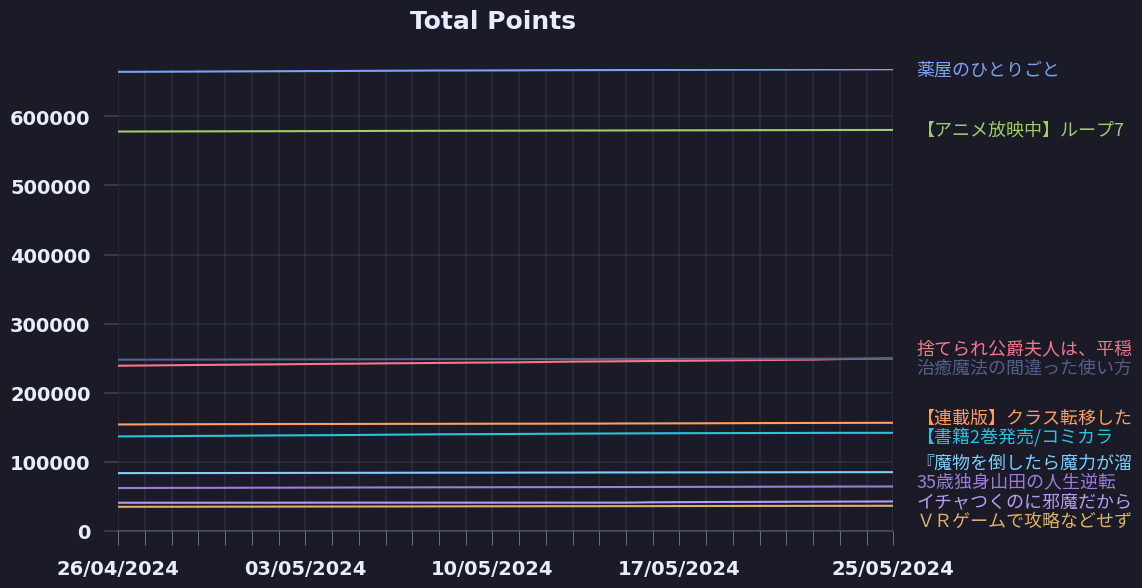 Total Points
600000
500000
400000
300000
200000
100000
0
26/04/2024
03/05/2024
10/05/2024
17/05/2024
25/05/2024
薬屋のひとりごと
【アニメ放映中】ループ7
捨てられ公爵夫人は、平穏
治癒魔法の間違った使い方
【連載版】クラス転移した
【書籍2巻発売/コミカラ
『魔物を倒したら魔力が溜
35歳独身山田の人生逆転
イチャつくのに邪魔だから
ＶＲゲームで攻略などせず